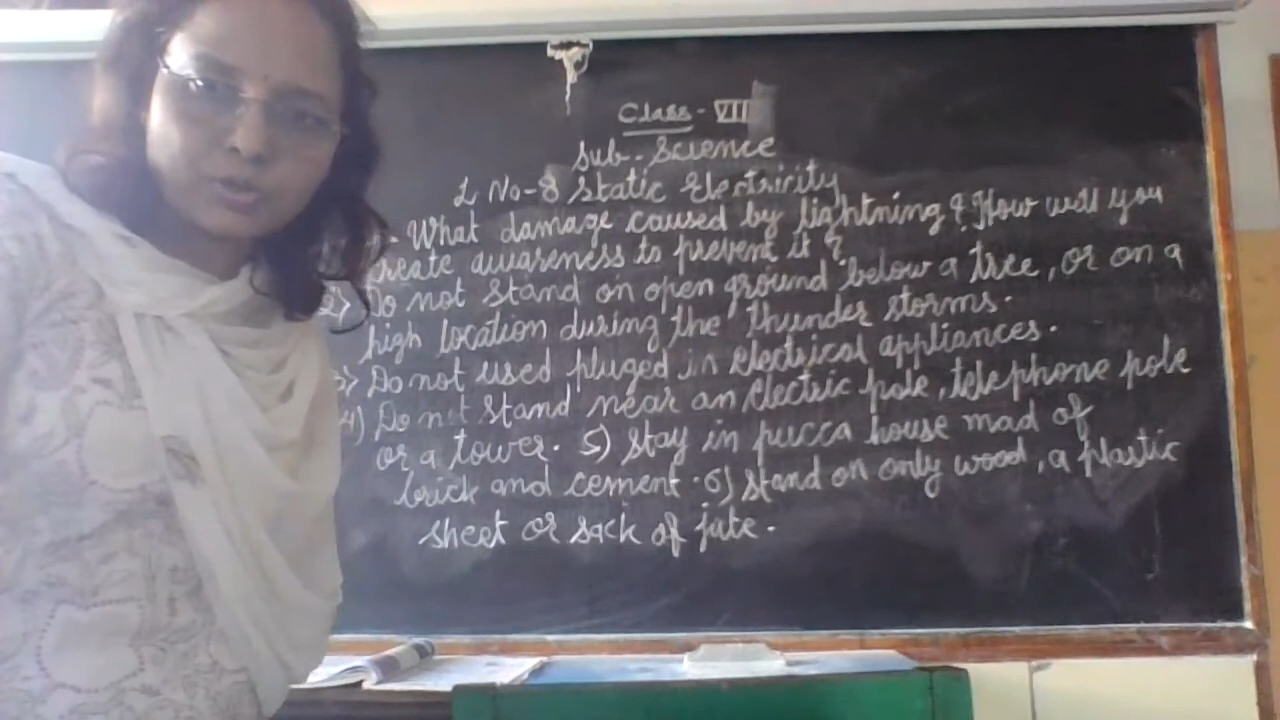 Class - VII
Sub - Science
L No-8 Static Electricity
What damage caused by lightning? How will you
create awareness to prevent it?
2) Do not stand on open ground below a tree, or on a
high location during the thunder storms.
3) Do not used pluged in electrical appliances.
4) Do not stand near an electric pole, telephone pole
or a tower. 5) Stay in pucca house mad of
brick and cement. 6) stand on only wood, a plastic
sheet or sack of jute.